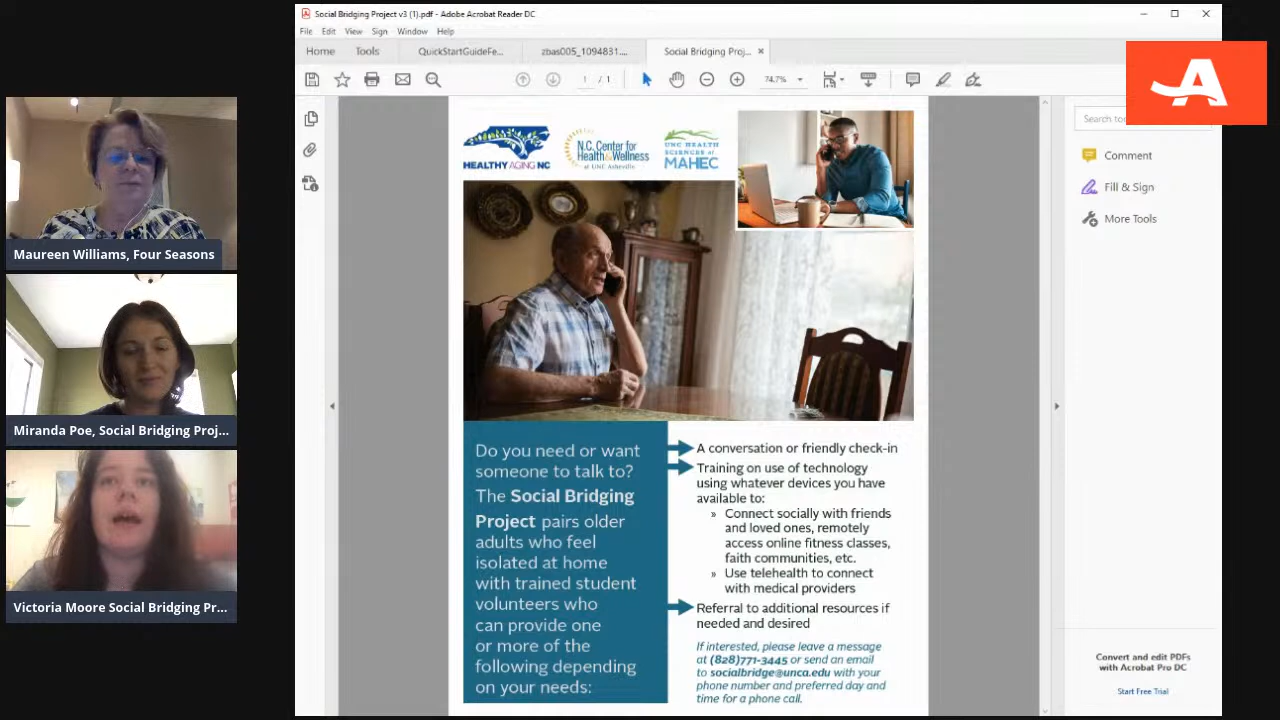 Social Bridging Project v3 (1).pdf - Adobe Acrobat Reader DC
File Edit View Sign Window Help
Home Tools QuickStartGuideFe... zbas005_1094831.... Social Bridging Proj... ×
1 / 1 74.7%
Search to
Comment
Fill & Sign
More Tools
HEALTHY AGING NC
N.C. Center for
Health & Wellness
at UNC Asheville
UNC HEALTH
SCIENCES AT
MAHEC
Maureen Williams, Four Seasons
Miranda Poe, Social Bridging Proj...
Victoria Moore Social Bridging Pr...
Do you need or want
someone to talk to?
The Social Bridging
Project pairs older
adults who feel
isolated at home
with trained student
volunteers who
can provide one
or more of the
following depending
on your needs:
A conversation or friendly check-in
Training on use of technology
using whatever devices you have
available to:
» Connect socially with friends
and loved ones, remotely
access online fitness classes,
faith communities, etc.
» Use telehealth to connect
with medical providers
Referral to additional resources if
needed and desired
If interested, please leave a message
at (828)771-3445 or send an email
to socialbridge@unca.edu with your
phone number and preferred day and
time for a phone call.
Convert and edit PDFs
with Acrobat Pro DC
Start Free Trial